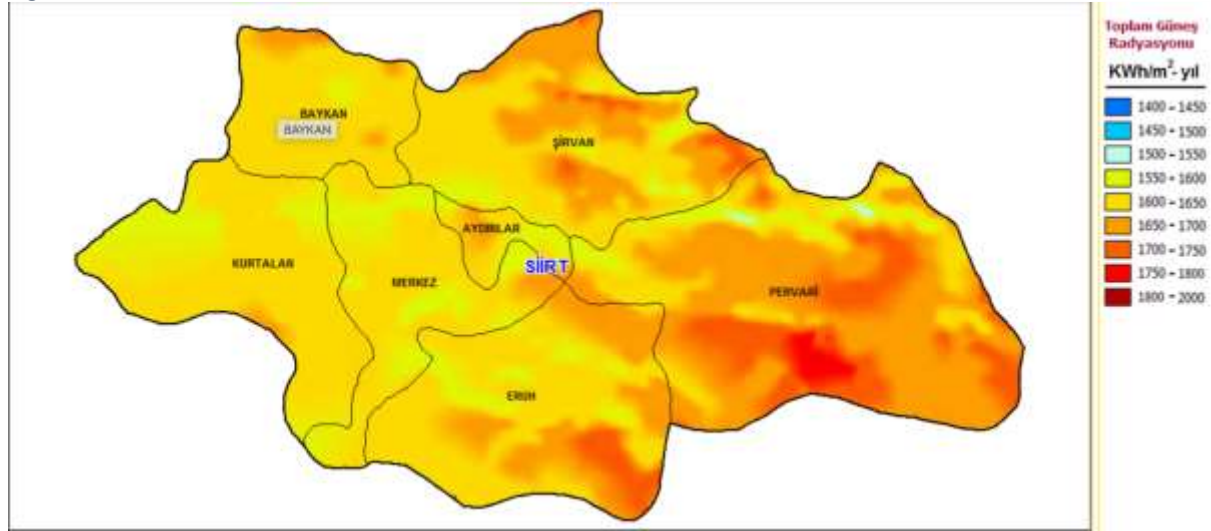 BAYKAN
BAYKAN
ŞİRVAN
AYDINLAR
KURTALAN
SİİRT
MERKEZ
PERVARİ
ERUH
Toplam Güneş
Radyasyonu
KWh/m²- yıl
1400 - 1450
1450 - 1500
1500 - 1550
1550 - 1600
1600 - 1650
1650 - 1700
1700 - 1750
1750 - 1800
1800 - 2000